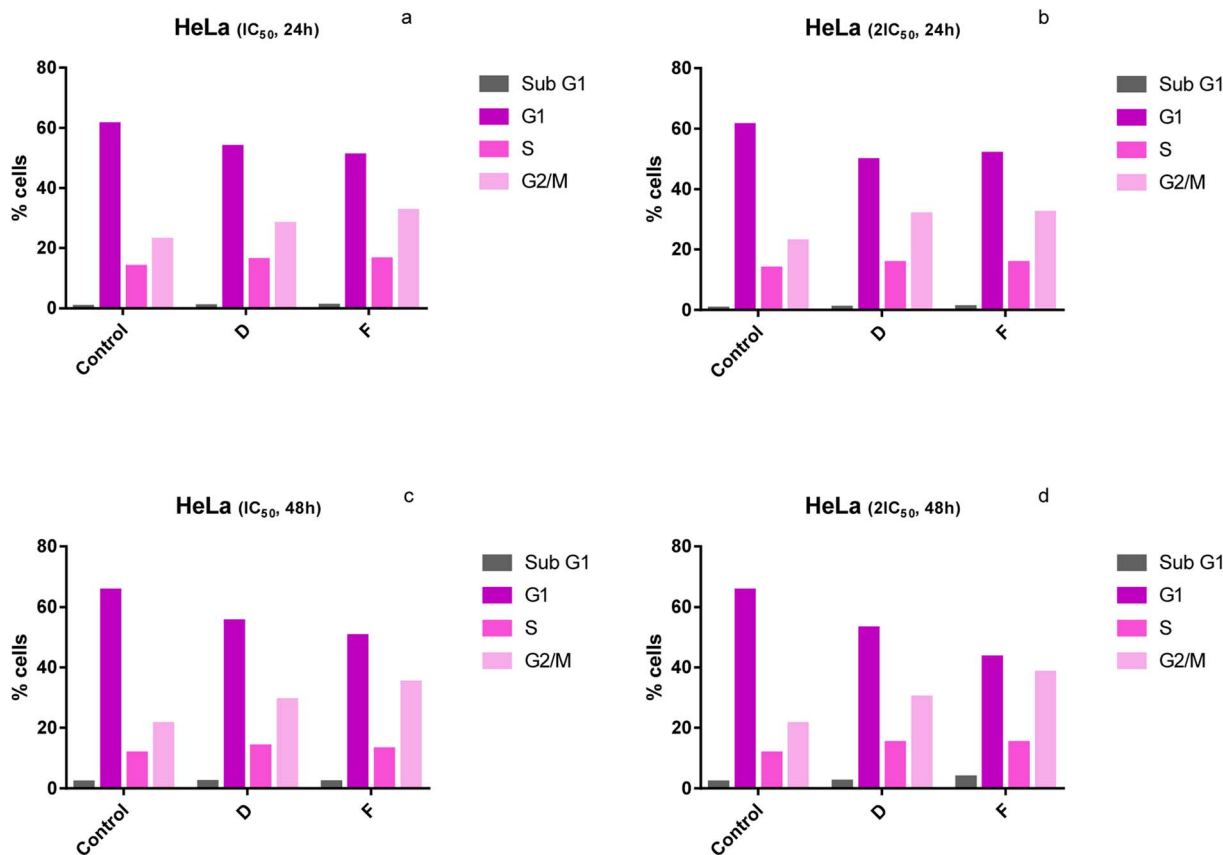 HeLa (IC₅₀, 24h) a
80
60
40
20
0
% cells
Control
D
F
Sub G1
G1
S
G2/M
HeLa (2IC₅₀, 24h) b
80
60
40
20
0
% cells
Control
D
F
Sub G1
G1
S
G2/M
HeLa (IC₅₀, 48h) c
80
60
40
20
0
% cells
Control
D
F
Sub G1
G1
S
G2/M
HeLa (2IC₅₀, 48h) d
80
60
40
20
0
% cells
Control
D
F
Sub G1
G1
S
G2/M